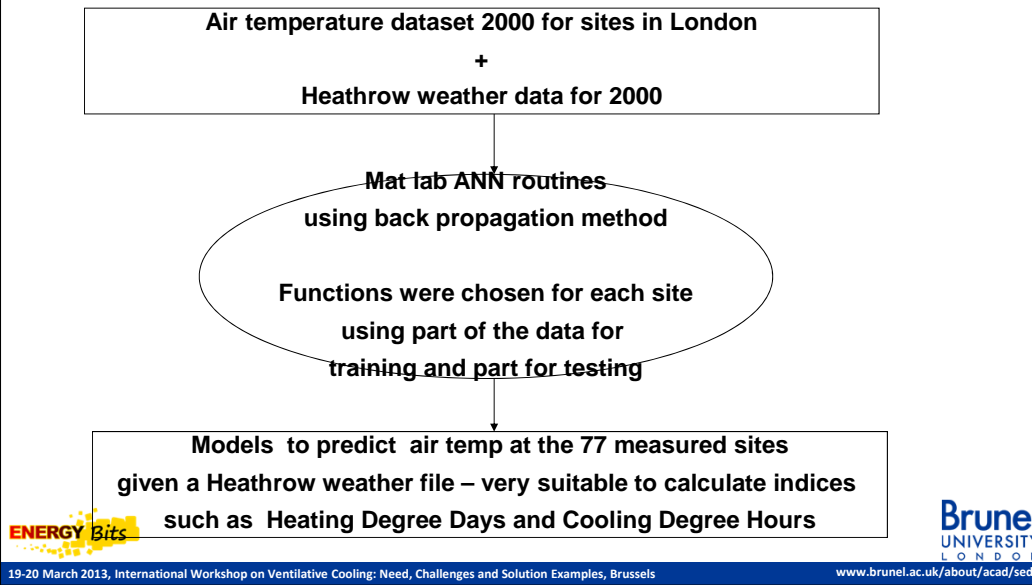 Air temperature dataset 2000 for sites in London
+
Heathrow weather data for 2000
Mat lab ANN routines
using back propagation method
Functions were chosen for each site
using part of the data for
training and part for testing
Models to predict air temp at the 77 measured sites
given a Heathrow weather file – very suitable to calculate indices
such as Heating Degree Days and Cooling Degree Hours
ENERGY Bits
Brune
UNIVERSITY
LONDO
19-20 March 2013, International Workshop on Ventilative Cooling: Need, Challenges and Solution Examples, Brussels
www.brunel.ac.uk/about/acad/sed